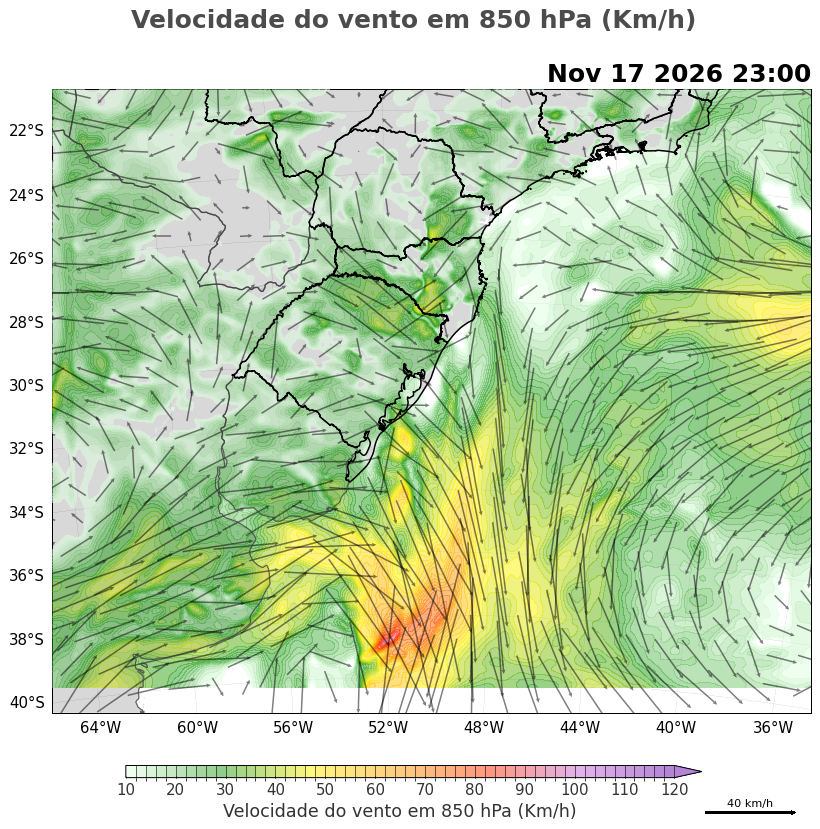 Velocidade do vento em 850 hPa (Km/h)
Nov 17 2026 23:00
22°S
24°S
26°S
28°S
30°S
32°S
34°S
36°S
38°S
40°S
64°W 60°W 56°W 52°W 48°W 44°W 40°W 36°W
10 20 30 40 50 60 70 80 90 100 110 120
Velocidade do vento em 850 hPa (Km/h)
40 km/h